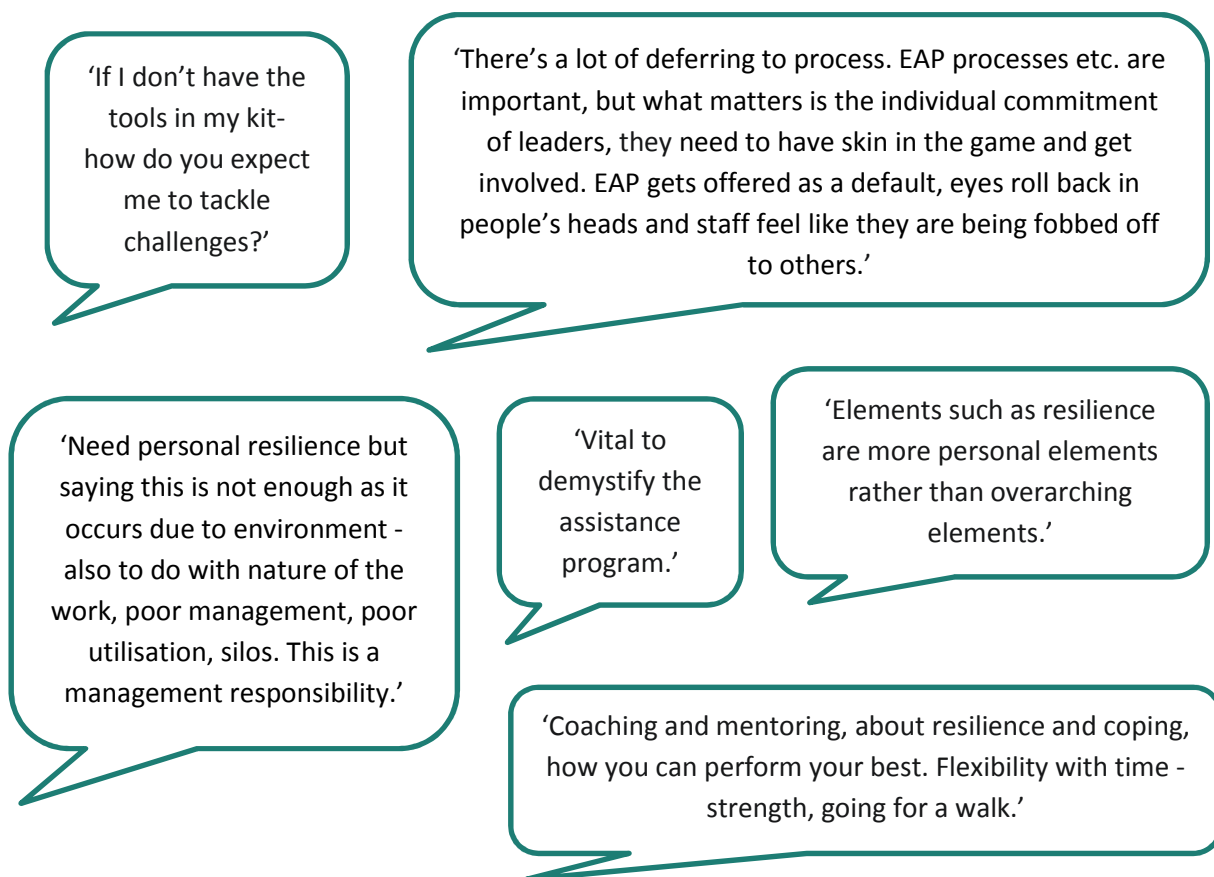 ‘If I don’t have the
tools in my kit-
how do you expect
me to tackle
challenges?’
‘There’s a lot of deferring to process. EAP processes etc. are
important, but what matters is the individual commitment
of leaders, they need to have skin in the game and get
involved. EAP gets offered as a default, eyes roll back in
people’s heads and staff feel like they are being fobbed off
to others.’
‘Need personal resilience but
saying this is not enough as it
occurs due to environment -
also to do with nature of the
work, poor management, poor
utilisation, silos. This is a
management responsibility.’
‘Vital to
demystify the
assistance
program.’
‘Elements such as resilience
are more personal elements
rather than overarching
elements.’
‘Coaching and mentoring, about resilience and coping,
how you can perform your best. Flexibility with time -
strength, going for a walk.’